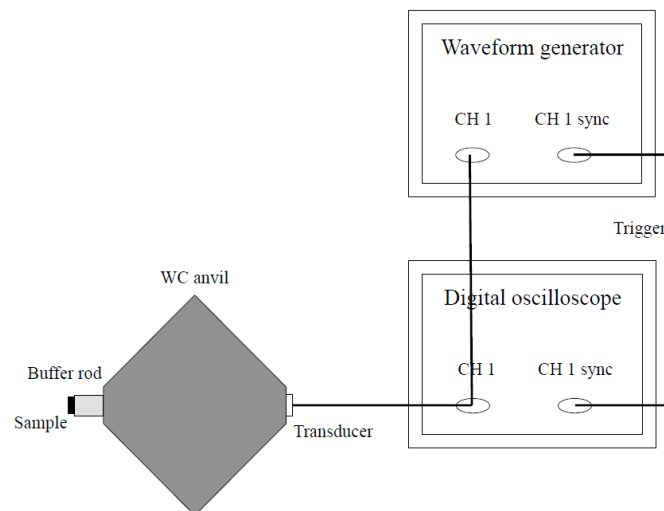 Waveform generator
CH 1
CH 1 sync
Trigger
WC anvil
Digital oscilloscope
Buffer rod
CH 1
CH 1 sync
Sample
Transducer